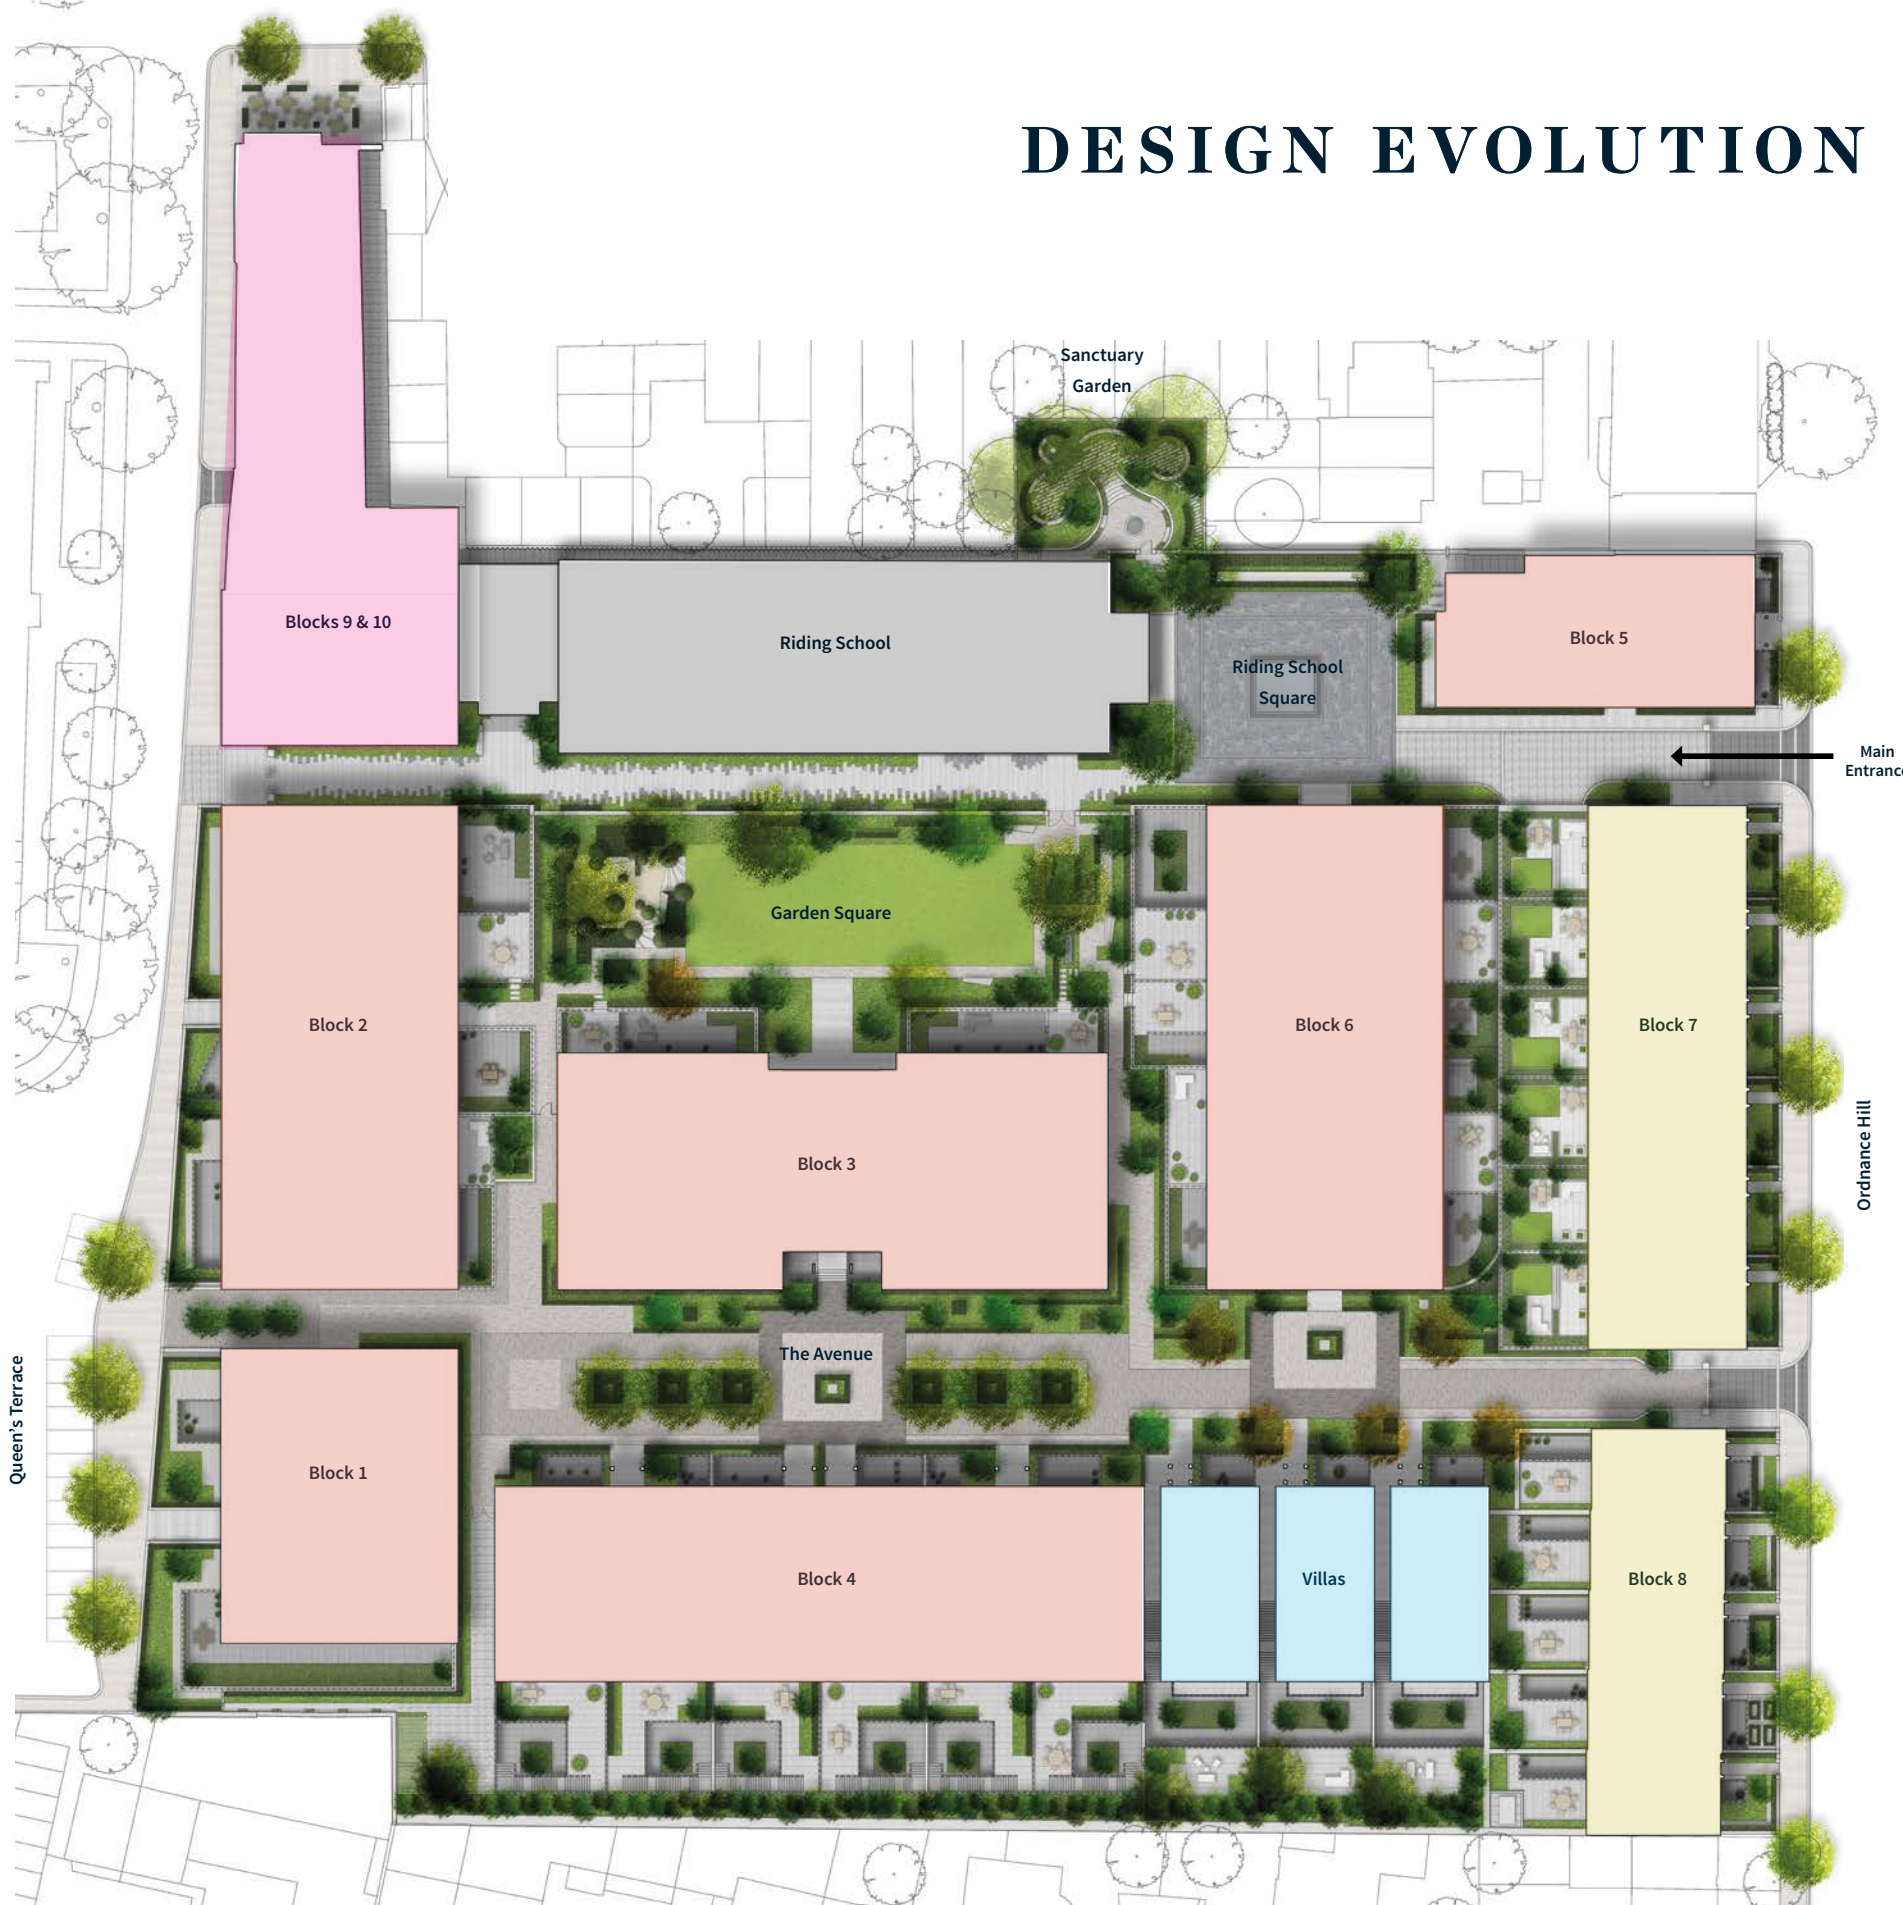 DESIGN EVOLUTION
Sanctuary
Garden
Blocks 9 & 10
Riding School
Riding School
Square
Block 5
Main
Entrance
Garden Square
Block 2
Block 6
Block 7
Block 3
Ordnance Hill
The Avenue
Queen's Terrace
Block 1
Block 4
Villas
Block 8